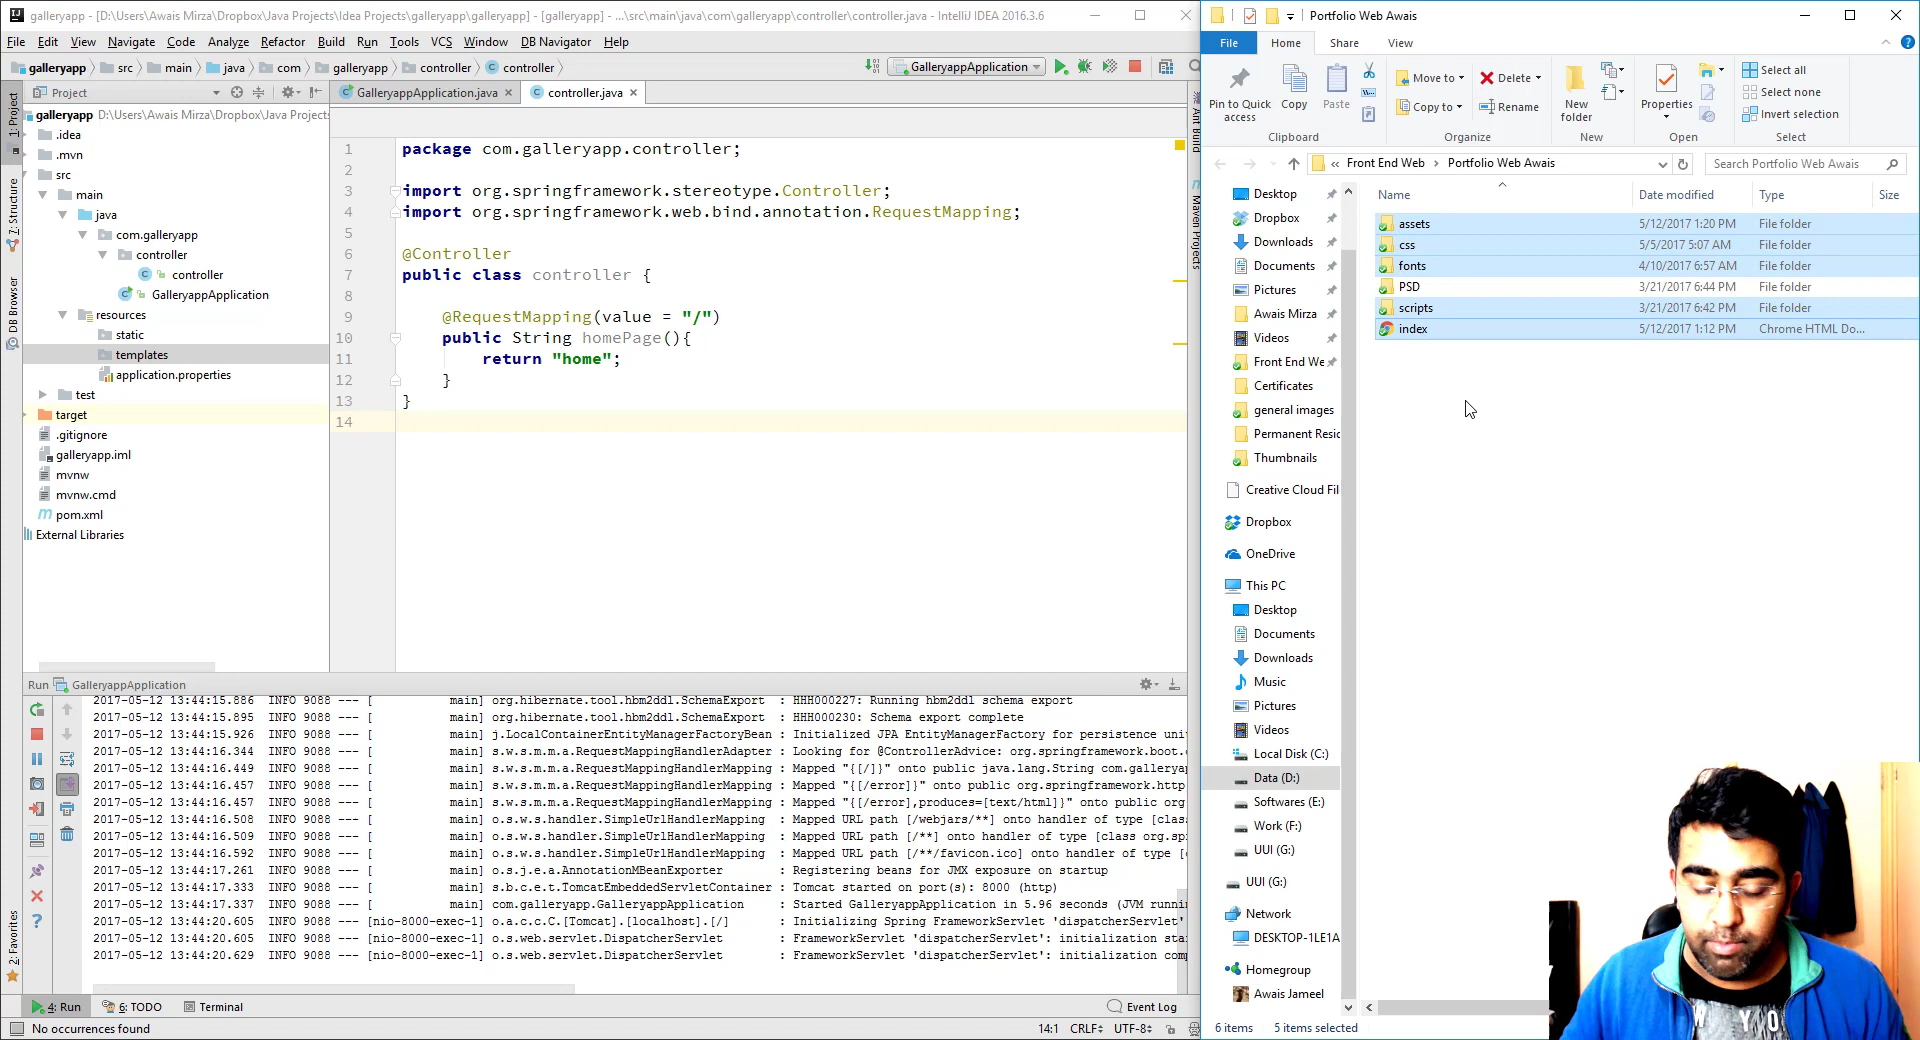 galleryapp - [D:\Users\Awais Mirza\Dropbox\Java Projects\Idea Projects\galleryapp\galleryapp] - [galleryapp] - ...\src\main\java\com\galleryapp\controller\controller.java - IntelliJ IDEA 2016.3.6
File Edit View Navigate Code Analyze Refactor Build Run Tools VCS Window DB Navigator Help
galleryapp src main java com galleryapp controller controller GalleryappApplication
Project GalleryappApplication.java controller.java
1: Project
7: Structure
DB Browser
2: Favorites
galleryapp D:\Users\Awais Mirza\Dropbox\Java Projects
.idea
.mvn
src
main
java
com.galleryapp
controller
controller
GalleryappApplication
resources
static
templates
application.properties
test
target
.gitignore
galleryapp.iml
mvnw
mvnw.cmd
pom.xml
External Libraries
1 package com.galleryapp.controller;
2
3 import org.springframework.stereotype.Controller;
4 import org.springframework.web.bind.annotation.RequestMapping;
5
6 @Controller
7 public class controller {
8
9 @RequestMapping(value = "/")
10 public String homePage(){
11 return "home";
12 }
13 }
14
Ant Build
Maven Projects
Run GalleryappApplication
2017-05-12 13:44:15.886 INFO 9088 --- [ main] org.hibernate.tool.hbm2ddl.SchemaExport : HHH000227: Running hbm2ddl schema export
2017-05-12 13:44:15.895 INFO 9088 --- [ main] org.hibernate.tool.hbm2ddl.SchemaExport : HHH000230: Schema export complete
2017-05-12 13:44:15.926 INFO 9088 --- [ main] j.LocalContainerEntityManagerFactoryBean : Initialized JPA EntityManagerFactory for persistence uni
2017-05-12 13:44:16.344 INFO 9088 --- [ main] s.w.s.m.m.a.RequestMappingHandlerAdapter : Looking for @ControllerAdvice: org.springframework.boot.
2017-05-12 13:44:16.449 INFO 9088 --- [ main] s.w.s.m.m.a.RequestMappingHandlerMapping : Mapped "{[/]}" onto public java.lang.String com.gallerya
2017-05-12 13:44:16.457 INFO 9088 --- [ main] s.w.s.m.m.a.RequestMappingHandlerMapping : Mapped "{[/error]}" onto public org.springframework.http
2017-05-12 13:44:16.457 INFO 9088 --- [ main] s.w.s.m.m.a.RequestMappingHandlerMapping : Mapped "{[/error],produces=[text/html]}" onto public org
2017-05-12 13:44:16.508 INFO 9088 --- [ main] o.s.w.s.handler.SimpleUrlHandlerMapping : Mapped URL path [/webjars/**] onto handler of type [clas
2017-05-12 13:44:16.509 INFO 9088 --- [ main] o.s.w.s.handler.SimpleUrlHandlerMapping : Mapped URL path [/**] onto handler of type [class org.sp
2017-05-12 13:44:16.592 INFO 9088 --- [ main] o.s.w.s.handler.SimpleUrlHandlerMapping : Mapped URL path [/**/favicon.ico] onto handler of type [
2017-05-12 13:44:17.261 INFO 9088 --- [ main] o.s.j.e.a.AnnotationMBeanExporter : Registering beans for JMX exposure on startup
2017-05-12 13:44:17.333 INFO 9088 --- [ main] s.b.c.e.t.TomcatEmbeddedServletContainer : Tomcat started on port(s): 8000 (http)
2017-05-12 13:44:17.337 INFO 9088 --- [ main] com.galleryapp.GalleryappApplication : Started GalleryappApplication in 5.96 seconds (JVM runnin
2017-05-12 13:44:20.605 INFO 9088 --- [nio-8000-exec-1] o.a.c.c.C.[Tomcat].[localhost].[/] : Initializing Spring FrameworkServlet 'dispatcherServlet'
2017-05-12 13:44:20.605 INFO 9088 --- [nio-8000-exec-1] o.s.web.servlet.DispatcherServlet : FrameworkServlet 'dispatcherServlet': initialization sta
2017-05-12 13:44:20.629 INFO 9088 --- [nio-8000-exec-1] o.s.web.servlet.DispatcherServlet : FrameworkServlet 'dispatcherServlet': initialization com
4: Run 6: TODO Terminal Event Log
No occurrences found 14:1 CRLF UTF-8
Portfolio Web Awais
File Home Share View
Pin to Quick access Copy Paste
Move to Copy to Delete Rename
New folder
Properties
Select all
Select none
Invert selection
Clipboard Organize New Open Select
« Front End Web Portfolio Web Awais Search Portfolio Web Awais
Name Date modified Type Size
assets 5/12/2017 1:20 PM File folder
css 5/5/2017 5:07 AM File folder
fonts 4/10/2017 6:57 AM File folder
PSD 3/21/2017 6:44 PM File folder
scripts 3/21/2017 6:42 PM File folder
index 5/12/2017 1:12 PM Chrome HTML Do...
Desktop
Dropbox
Downloads
Documents
Pictures
Awais Mirza
Videos
Front End We
Certificates
general images
Permanent Resic
Thumbnails
Creative Cloud Fil
Dropbox
OneDrive
This PC
Desktop
Documents
Downloads
Music
Pictures
Videos
Local Disk (C:)
Data (D:)
Softwares (E:)
Work (F:)
UUI (G:)
UUI (G:)
Network
DESKTOP-1LE1A
Homegroup
Awais Jameel
6 items 5 items selected